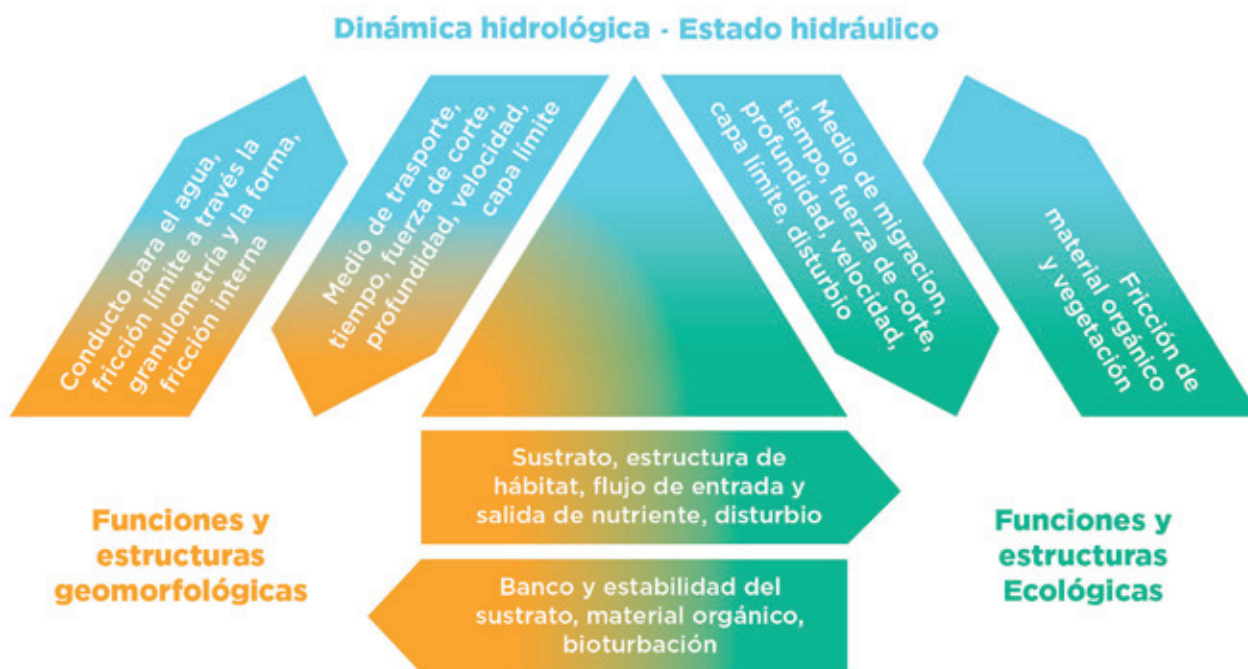 Dinámica hidrológica - Estado hidráulico
Conducto para el agua,
fricción límite a través la
granulometría y la forma,
fricción interna
Medio de trasporte,
tiempo, fuerza de corte,
profundidad, velocidad,
capa límite
Medio de migracion,
tiempo, fuerza de corte,
profundidad, velocidad,
capa límite, disturbio
Fricción de
material orgánico
y vegetación
Sustrato, estructura de
hábitat, flujo de entrada y
salida de nutriente, disturbio
Funciones y
estructuras
geomorfológicas
Funciones y
estructuras
Ecológicas
Banco y estabilidad del
sustrato, material orgánico,
bioturbación